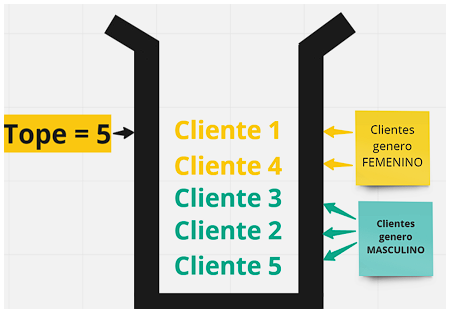 Tope = 5
Cliente 1
Cliente 4
Cliente 3
Cliente 2
Cliente 5
Clientes
genero
FEMENINO
Clientes
genero
MASCULINO